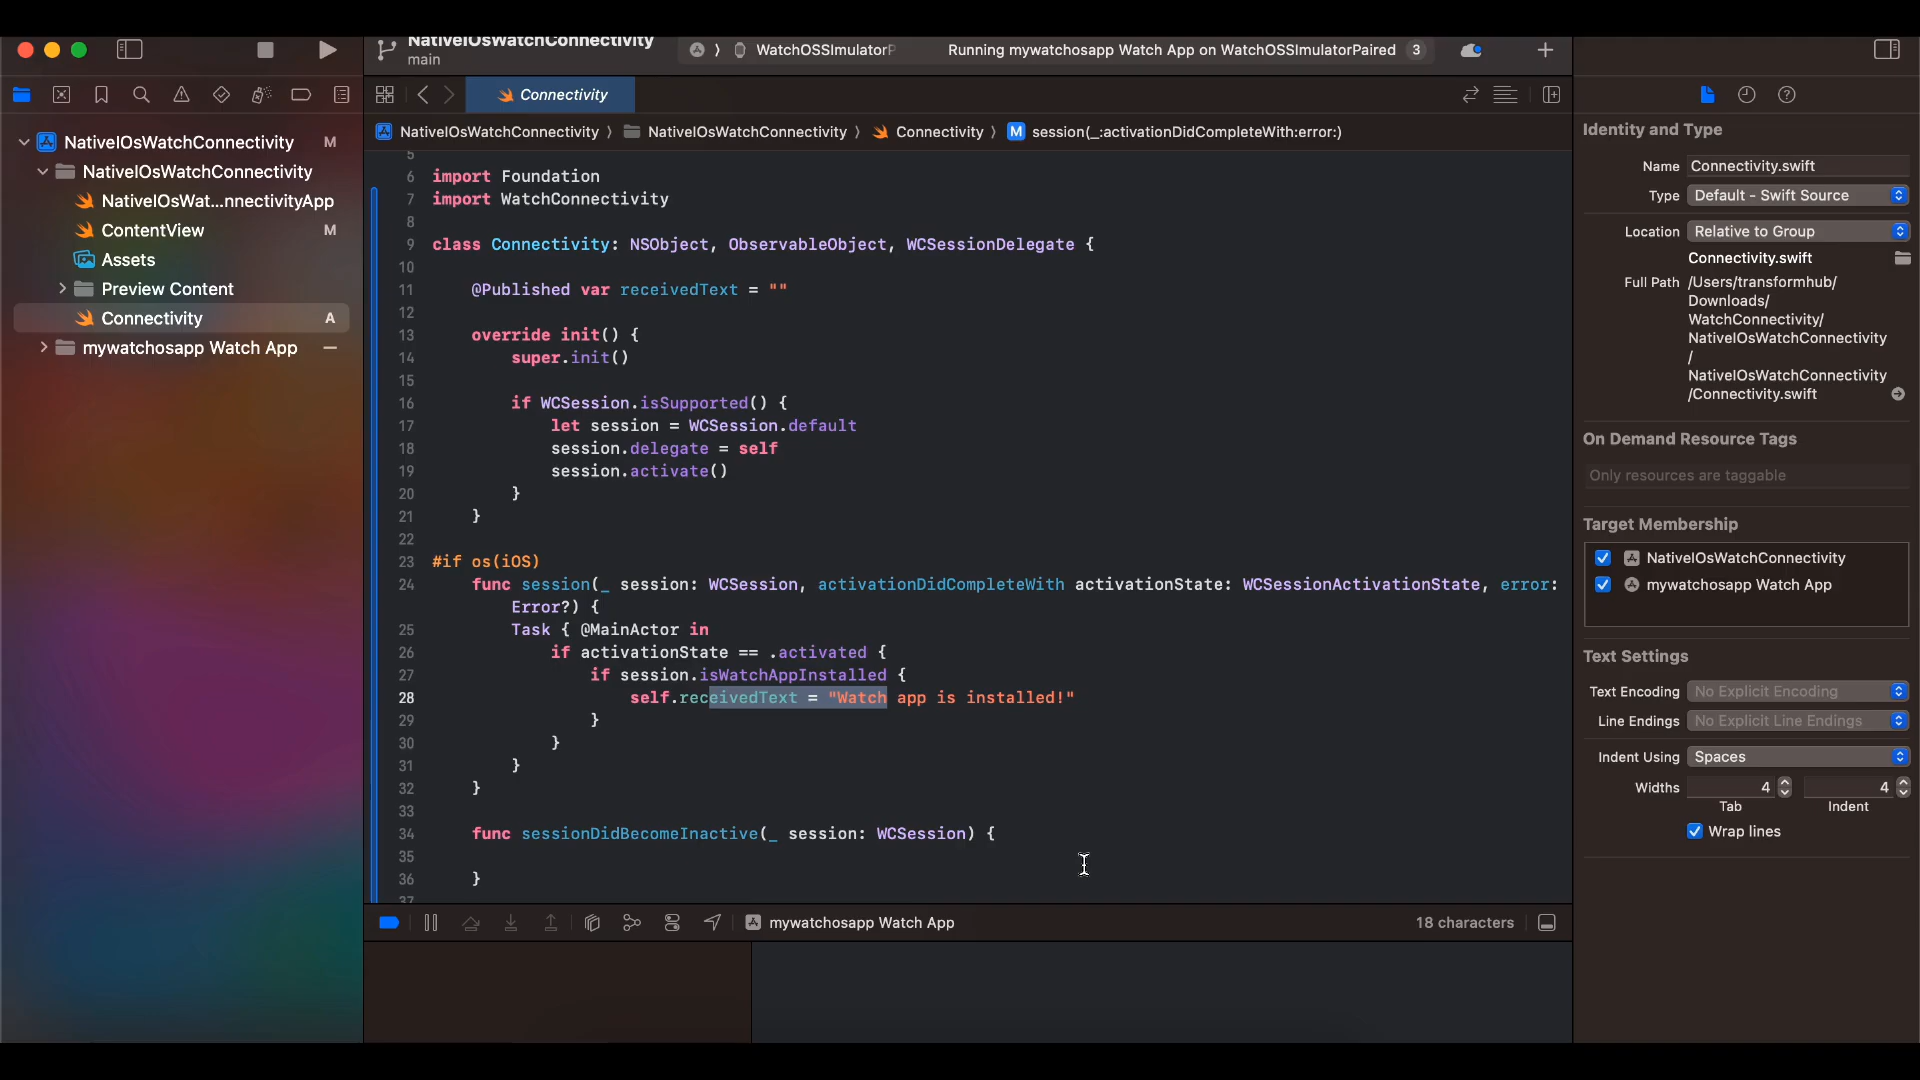 NativeIOsWatchConnectivity
main
WatchOSSImulatorP
Running mywatchosapp Watch App on WatchOSSImulatorPaired 3
Connectivity
NativeIOsWatchConnectivity 〉 NativeIOsWatchConnectivity 〉 Connectivity 〉 M session(_:activationDidCompleteWith:error:)
NativeIOsWatchConnectivity M
NativeIOsWatchConnectivity
NativeIOsWat...nnectivityApp
ContentView M
Assets
Preview Content
Connectivity A
mywatchosapp Watch App
5
6 import Foundation
7 import WatchConnectivity
8
9 class Connectivity: NSObject, ObservableObject, WCSessionDelegate {
10
11 @Published var receivedText = ""
12
13 override init() {
14 super.init()
15
16 if WCSession.isSupported() {
17 let session = WCSession.default
18 session.delegate = self
19 session.activate()
20 }
21 }
22
23 #if os(iOS)
24 func session(_ session: WCSession, activationDidCompleteWith activationState: WCSessionActivationState, error:
Error?) {
25 Task { @MainActor in
26 if activationState == .activated {
27 if session.isWatchAppInstalled {
28 self.receivedText = "Watch app is installed!"
29 }
30 }
31 }
32 }
33
34 func sessionDidBecomeInactive(_ session: WCSession) {
35
36 }
37
mywatchosapp Watch App
18 characters
Identity and Type
Name Connectivity.swift
Type Default - Swift Source
Location Relative to Group
Connectivity.swift
Full Path /Users/transformhub/
Downloads/
WatchConnectivity/
NativeIOsWatchConnectivity
/
NativeIOsWatchConnectivity
/Connectivity.swift
On Demand Resource Tags
Only resources are taggable
Target Membership
NativeIOsWatchConnectivity
mywatchosapp Watch App
Text Settings
Text Encoding No Explicit Encoding
Line Endings No Explicit Line Endings
Indent Using Spaces
Widths 4 4
Tab Indent
Wrap lines